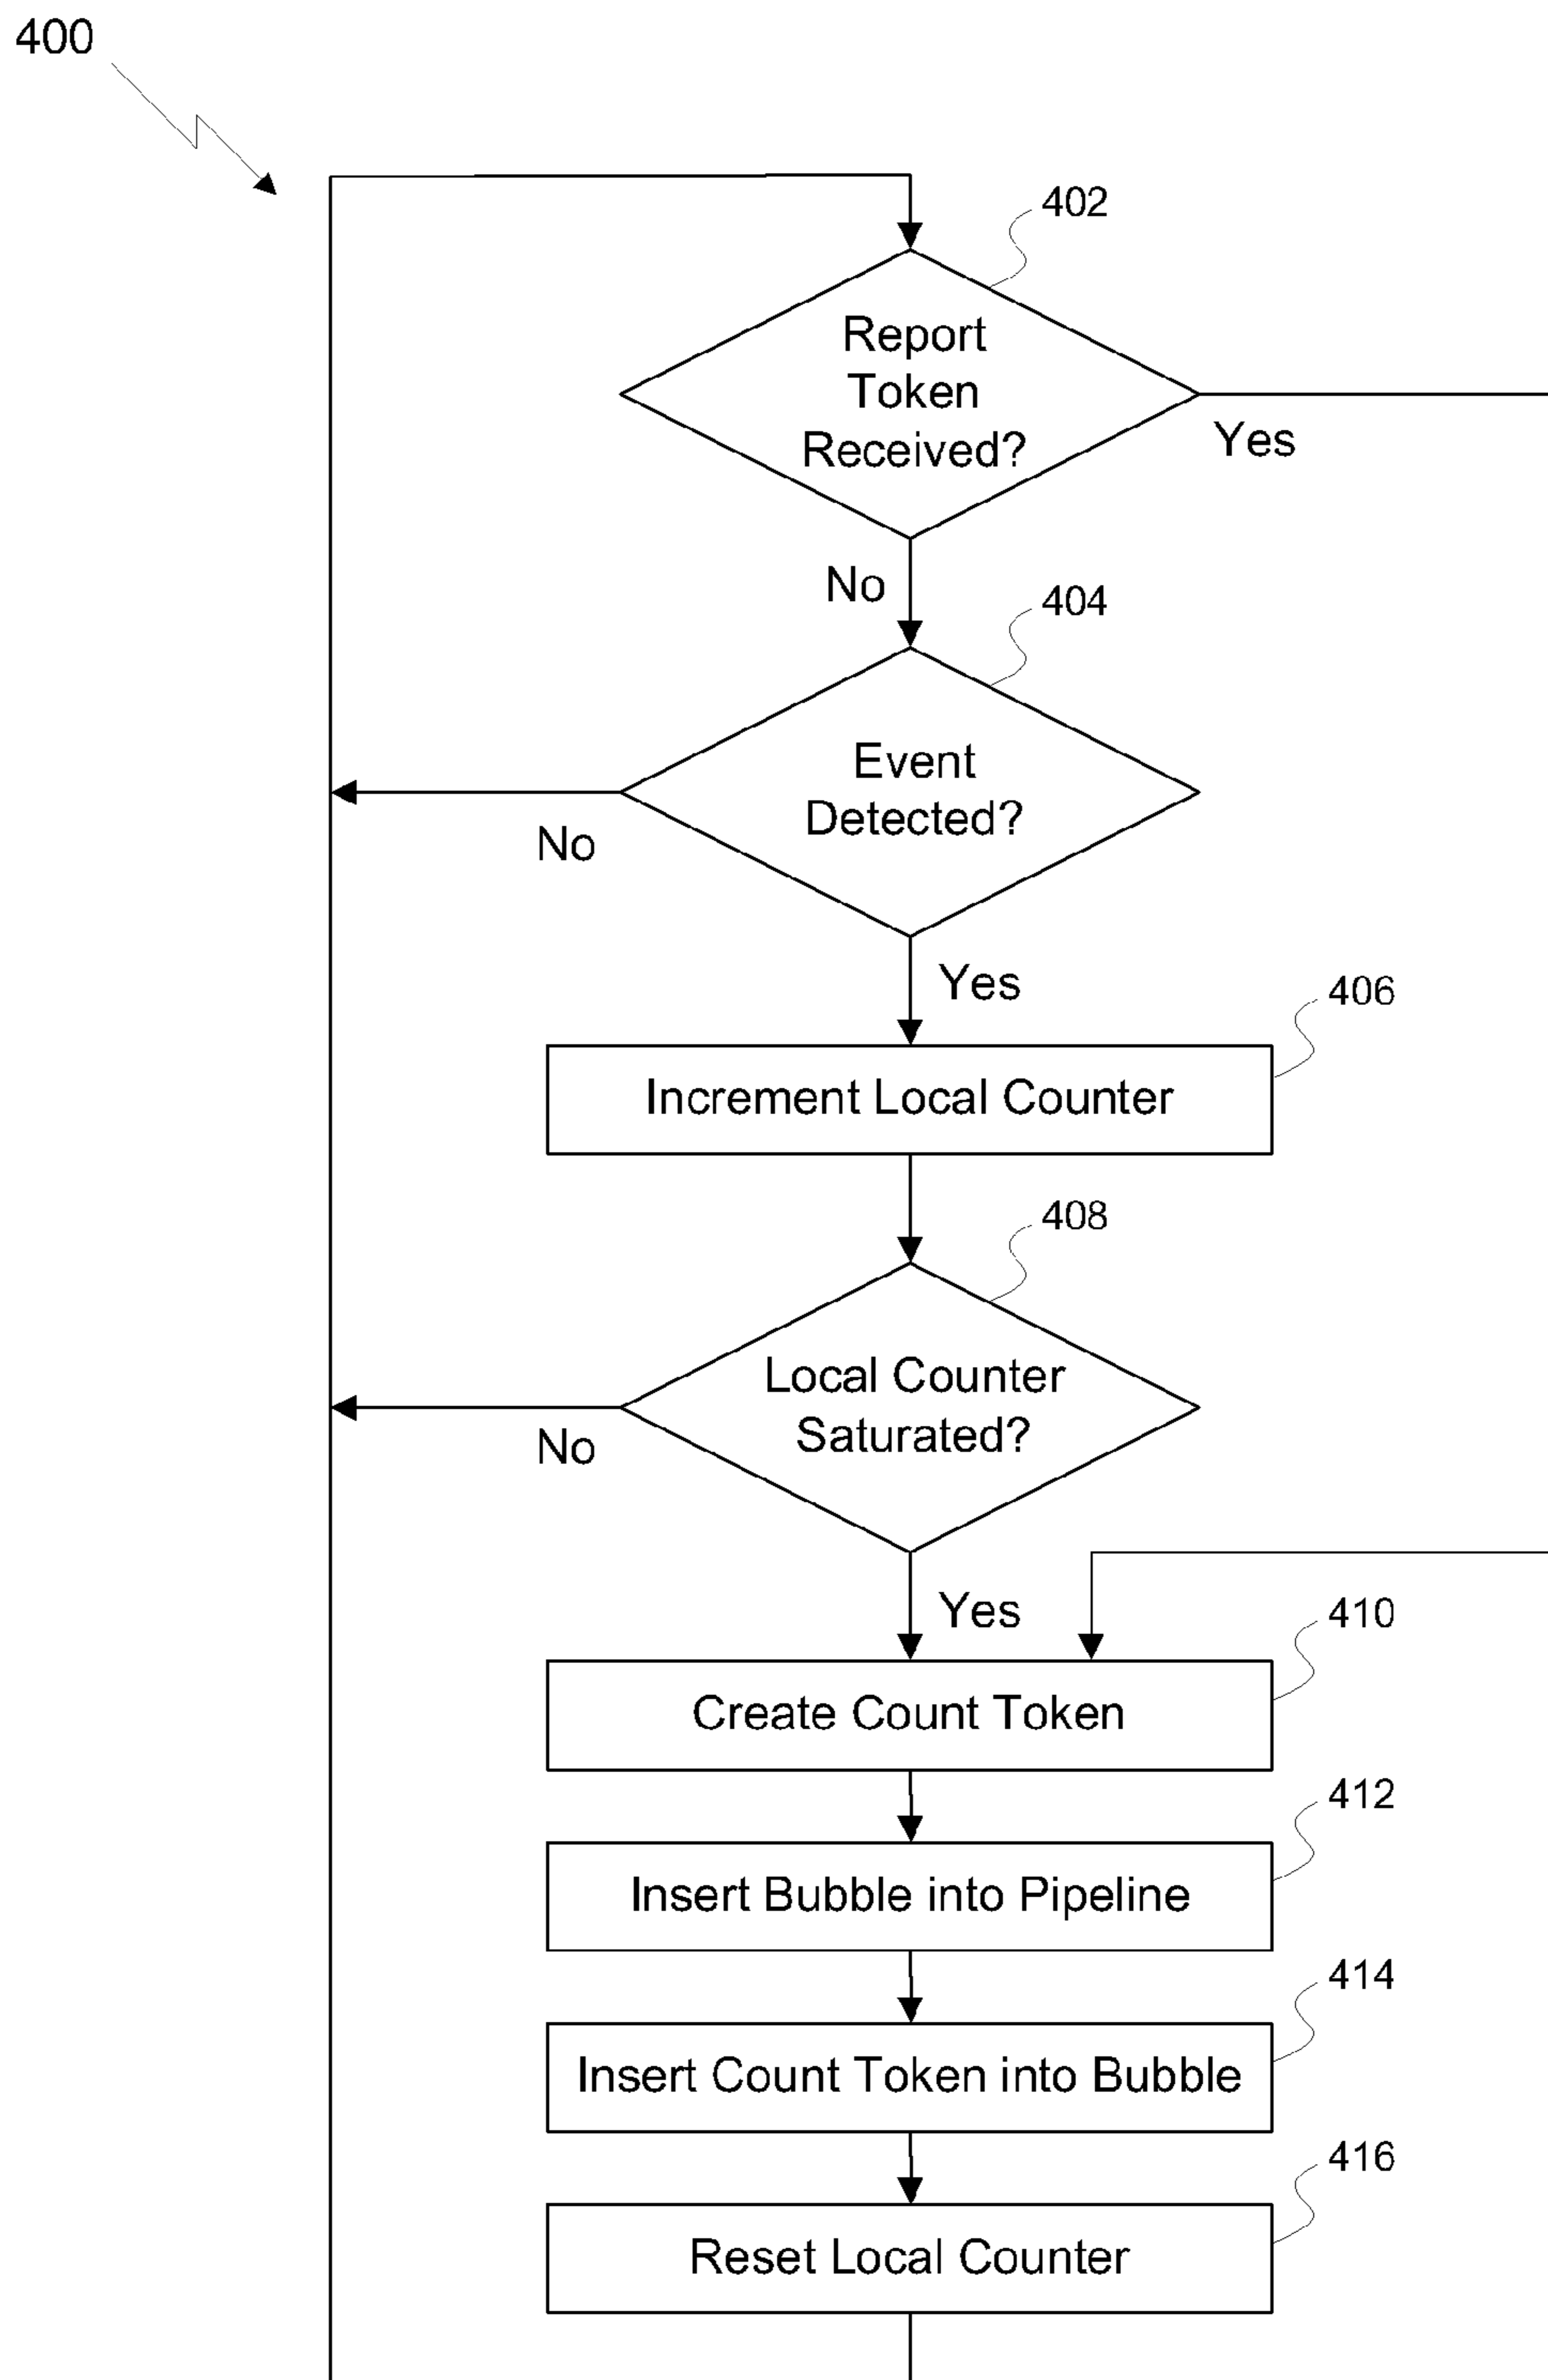 400
402
Report
Token
Received?
Yes
No
404
Event
Detected?
No
Yes
406
Increment Local Counter
408
Local Counter
Saturated?
No
Yes
410
Create Count Token
412
Insert Bubble into Pipeline
414
Insert Count Token into Bubble
416
Reset Local Counter